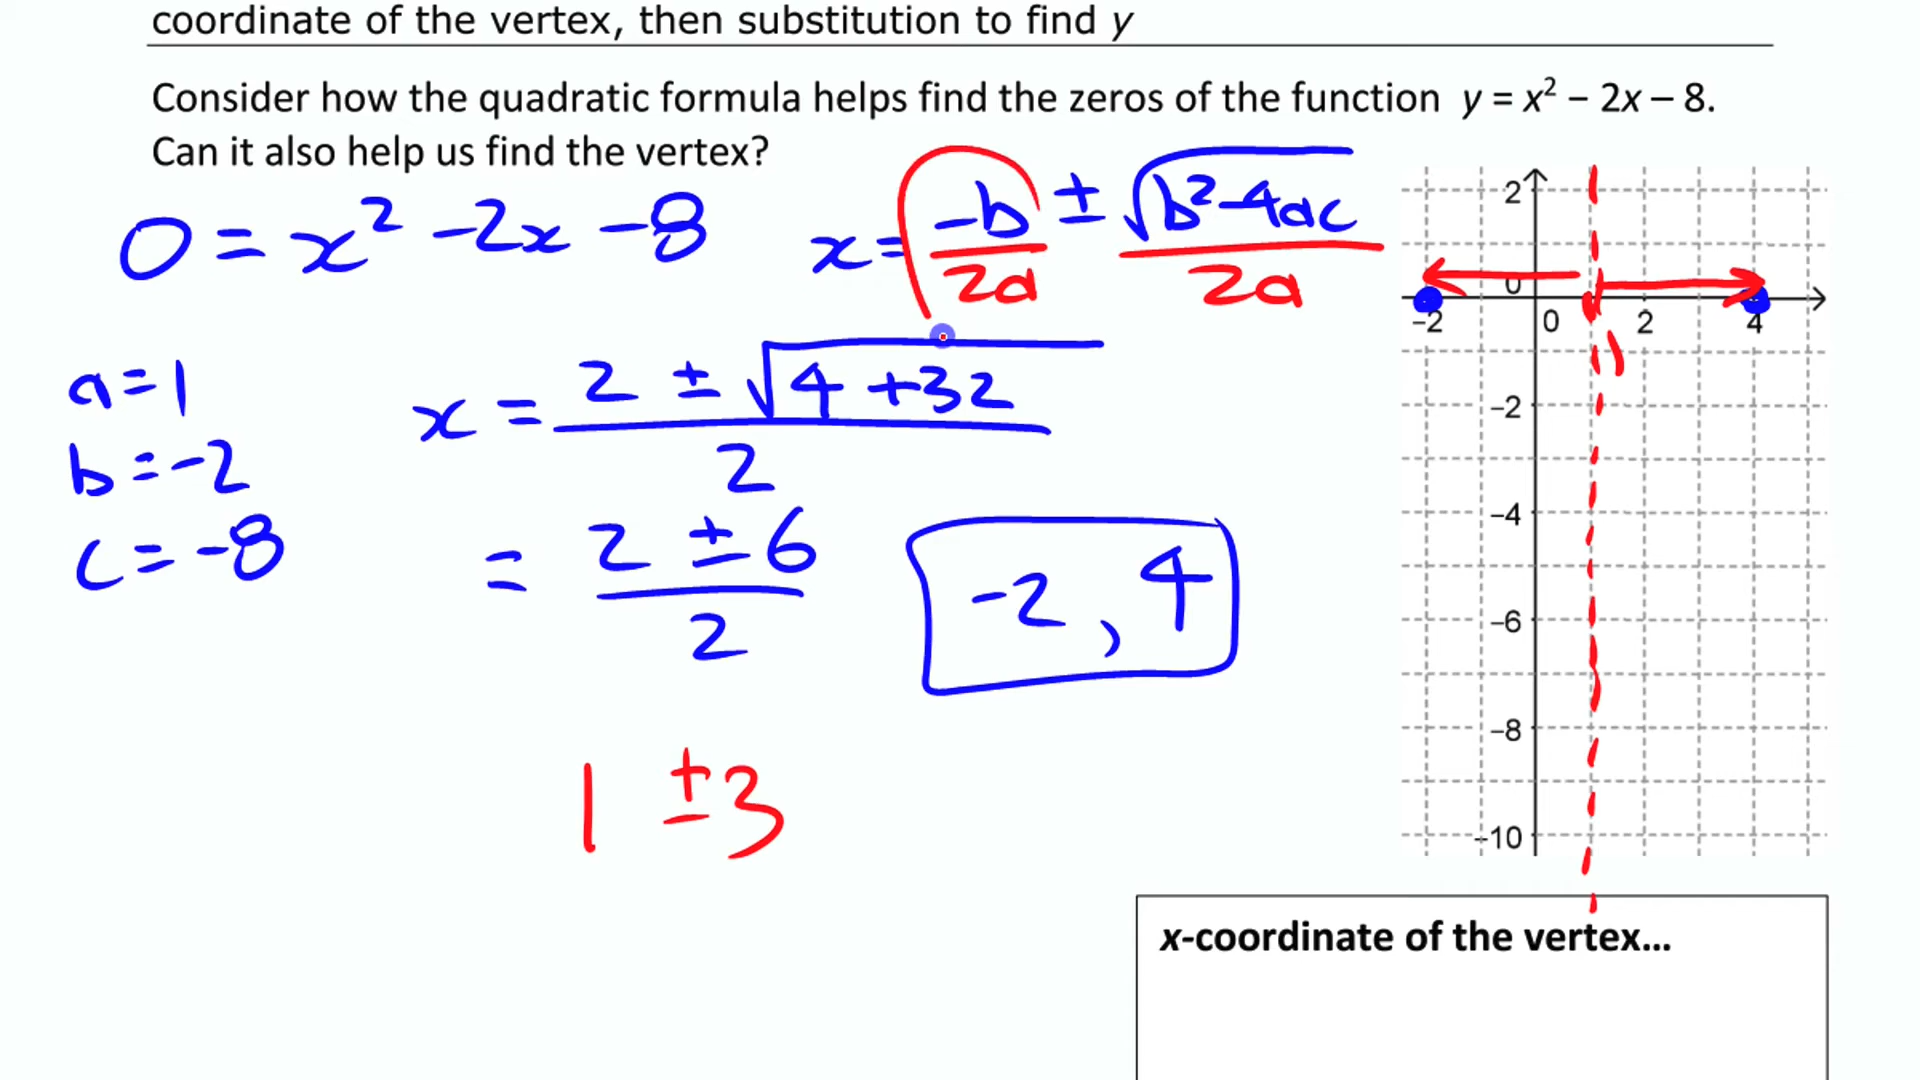 coordinate of the vertex, then substitution to find y
Consider how the quadratic formula helps find the zeros of the function y = x² − 2x – 8.
Can it also help us find the vertex?
0 = x² -2x -8
x = -b/2a ± √(b²-4ac)/2a
a=1
b=-2
c=-8
x = (2 ± √(4+32))/2
= (2 ± 6)/2
-2, 4
1 ±3
2
0
−2 0 2 4
1
−2
−4
−6
−8
−10
x-coordinate of the vertex...